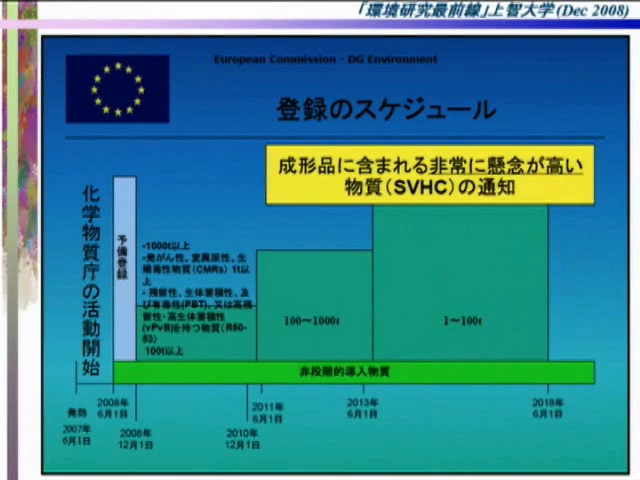 「環境研究最前線」上智大学(Dec 2008)
European Commission - DG Environment
登録のスケジュール
成形品に含まれる非常に懸念が高い
物質(SVHC)の通知
化学物質庁の活動開始
予備登録
-1000t以上
-発がん性、変異原性、生
殖毒性物質(CMRs) 1t以
上
- 残留性、生体蓄積性、及
び有毒性(PBT)、又は高残
留性・高生体蓄積性
(vPvB)を持つ物質(R50-
53)
100t以上
100~1000t
1~100t
非段階的導入物質
発効
2007年
6月1日
2008年
6月1日
2008年
12月1日
2010年
12月1日
2011年
6月1日
2013年
6月1日
2018年
6月1日